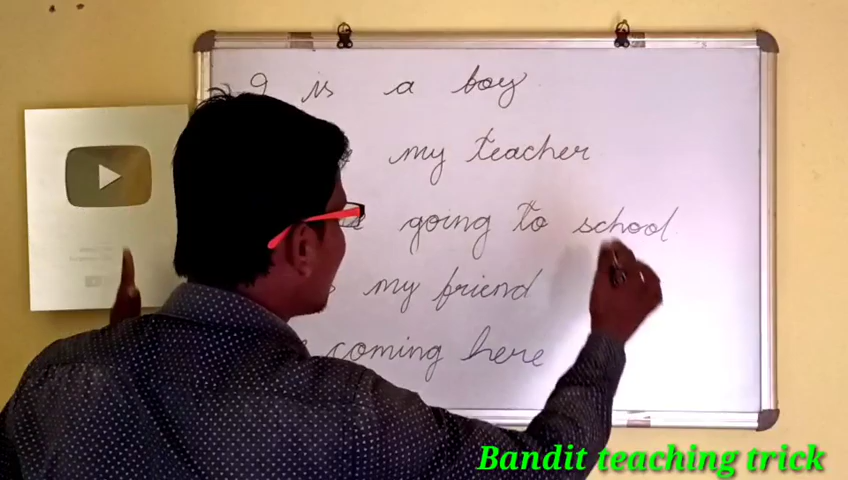 I is a boy
my teacher
going to school
my friend
coming here
Bandit teaching trick